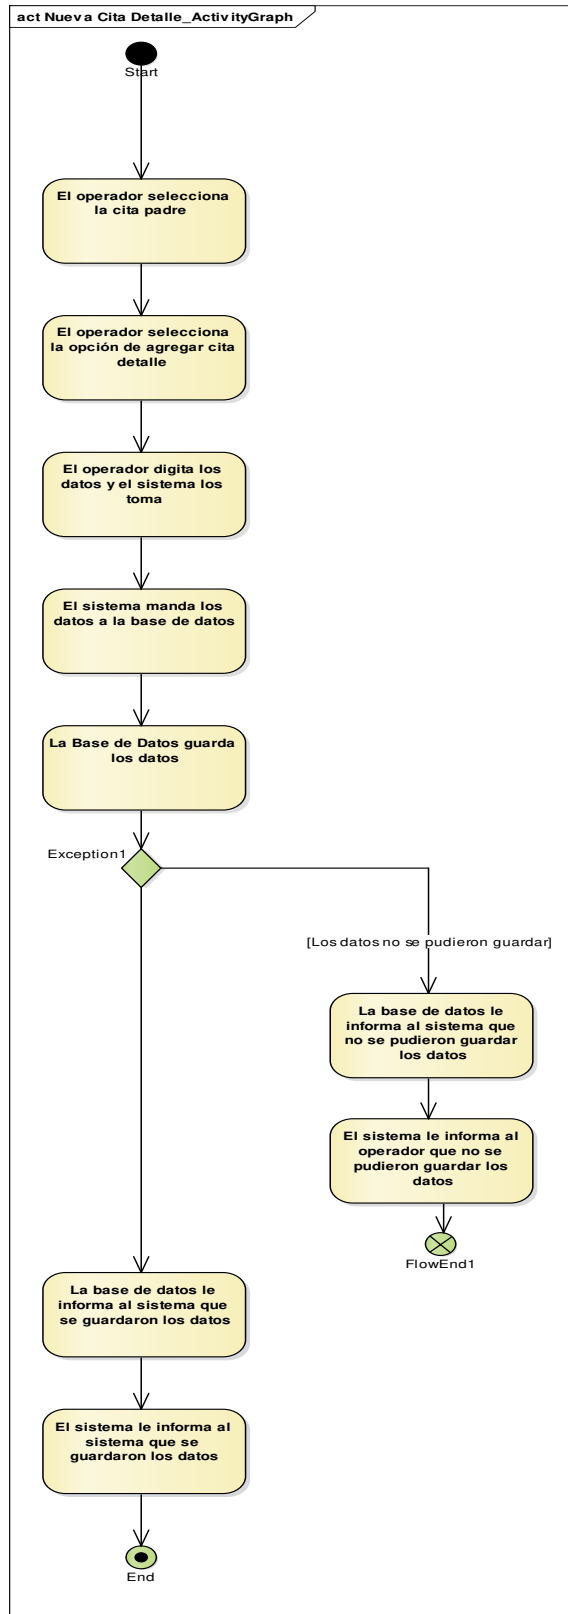 act Nueva Cita Detalle_ActivityGraph
Start
El operador selecciona
la cita padre
El operador selecciona
la opción de agregar cita
detalle
El operador digita los
datos y el sistema los
toma
El sistema manda los
datos a la base de datos
La Base de Datos guarda
los datos
Exception1
[Los datos no se pudieron guardar]
La base de datos le
informa al sistema que
no se pudieron guardar
los datos
El sistema le informa al
operador que no se
pudieron guardar los
datos
FlowEnd1
La base de datos le
informa al sistema que
se guardaron los datos
El sistema le informa al
sistema que se
guardaron los datos
End